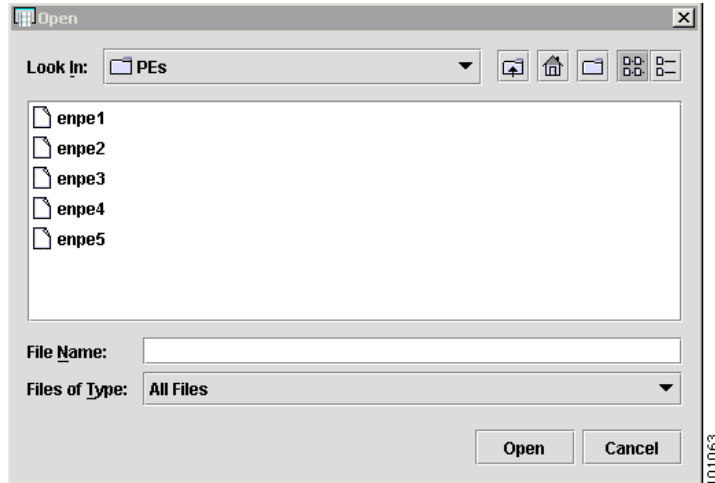 Open
Look In: PEs
enpe1
enpe2
enpe3
enpe4
enpe5
File Name:
Files of Type: All Files
Open Cancel
101063